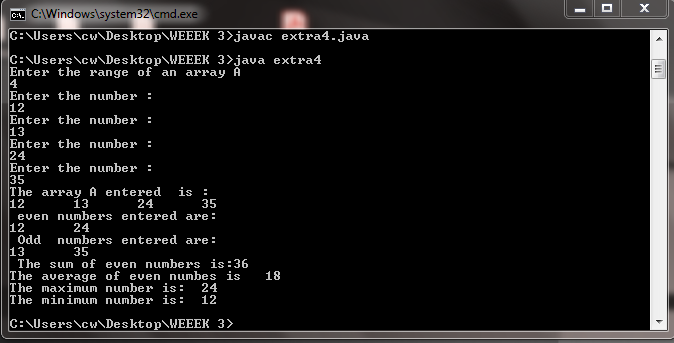 C:\Windows\system32\cmd.exe
C:\Users\cw\Desktop\WEEEK 3>javac extra4.java
C:\Users\cw\Desktop\WEEEK 3>java extra4
Enter the range of an array A
4
Enter the number :
12
Enter the number :
13
Enter the number :
24
Enter the number :
35
The array A entered  is :
12      13      24      35
 even numbers entered are:
12      24
 Odd  numbers entered are:
13      35
 The sum of even numbers is:36
The average of even numbes is   18
The maximum number is:  24
The minimum number is:  12
C:\Users\cw\Desktop\WEEEK 3>